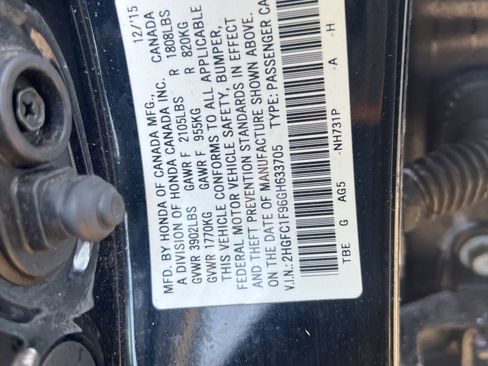 MFD. BY HONDA OF CANADA MFG., 12/'15
A DIVISION OF HONDA CANADA INC. CANADA
GVWR 3902LBS GAWR F 2105LBS R 1808LBS
GVWR 1770KG GAWR F 955KG R 820KG
THIS VEHICLE CONFORMS TO ALL APPLICABLE
FEDERAL MOTOR VEHICLE SAFETY, BUMPER,
AND THEFT PREVENTION STANDARDS IN EFFECT
ON THE DATE OF MANUFACTURE SHOWN ABOVE.
V.I.N.: 2HGFC1F96GH633705 TYPE: PASSENGER CA
TBE G AG5 -NH731P -A -H